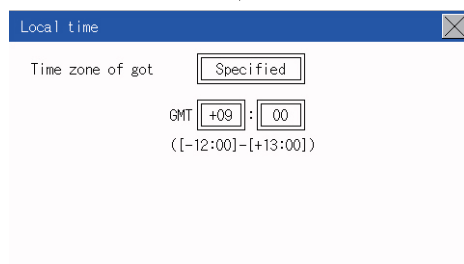 Local time
Time zone of got Specified
GMT +09 : 00
([-12:00]-[+13:00])